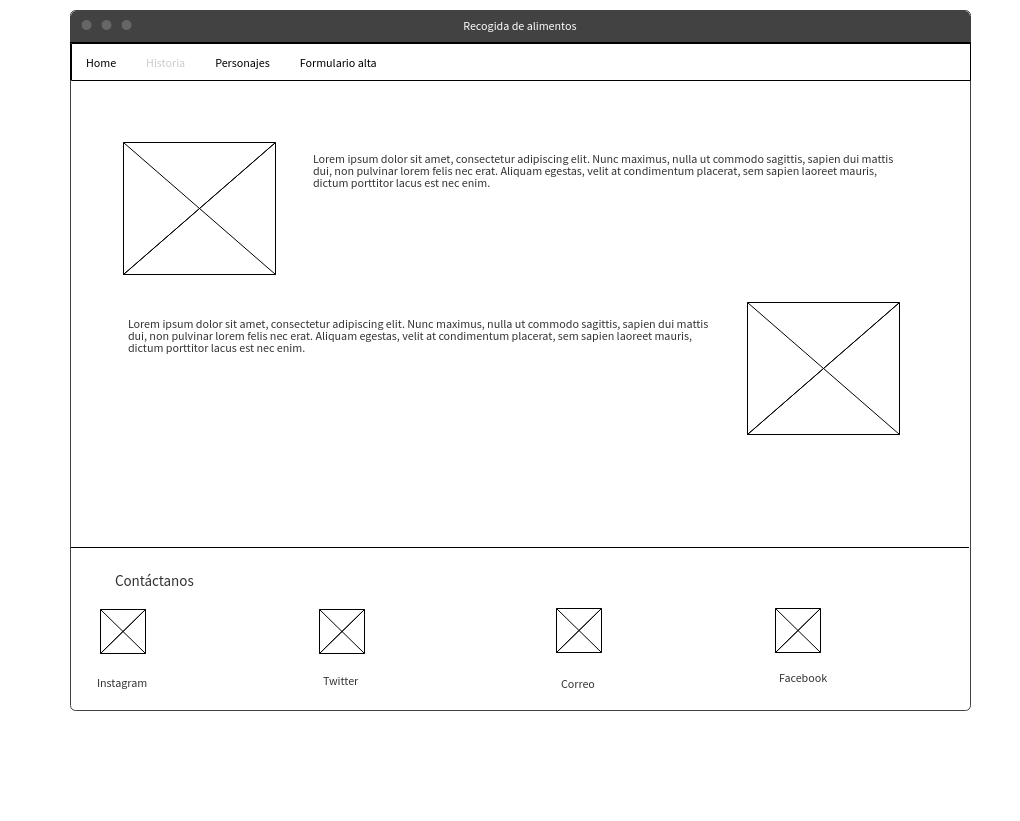 Recogida de alimentos
Home Historia Personajes Formulario alta
Lorem ipsum dolor sit amet, consectetur adipiscing elit. Nunc maximus, nulla ut commodo sagittis, sapien dui mattis
dui, non pulvinar lorem felis nec erat. Aliquam egestas, velit at condimentum placerat, sem sapien laoreet mauris,
dictum porttitor lacus est nec enim.
Lorem ipsum dolor sit amet, consectetur adipiscing elit. Nunc maximus, nulla ut commodo sagittis, sapien dui mattis
dui, non pulvinar lorem felis nec erat. Aliquam egestas, velit at condimentum placerat, sem sapien laoreet mauris,
dictum porttitor lacus est nec enim.
Contáctanos
Instagram Twitter Correo Facebook